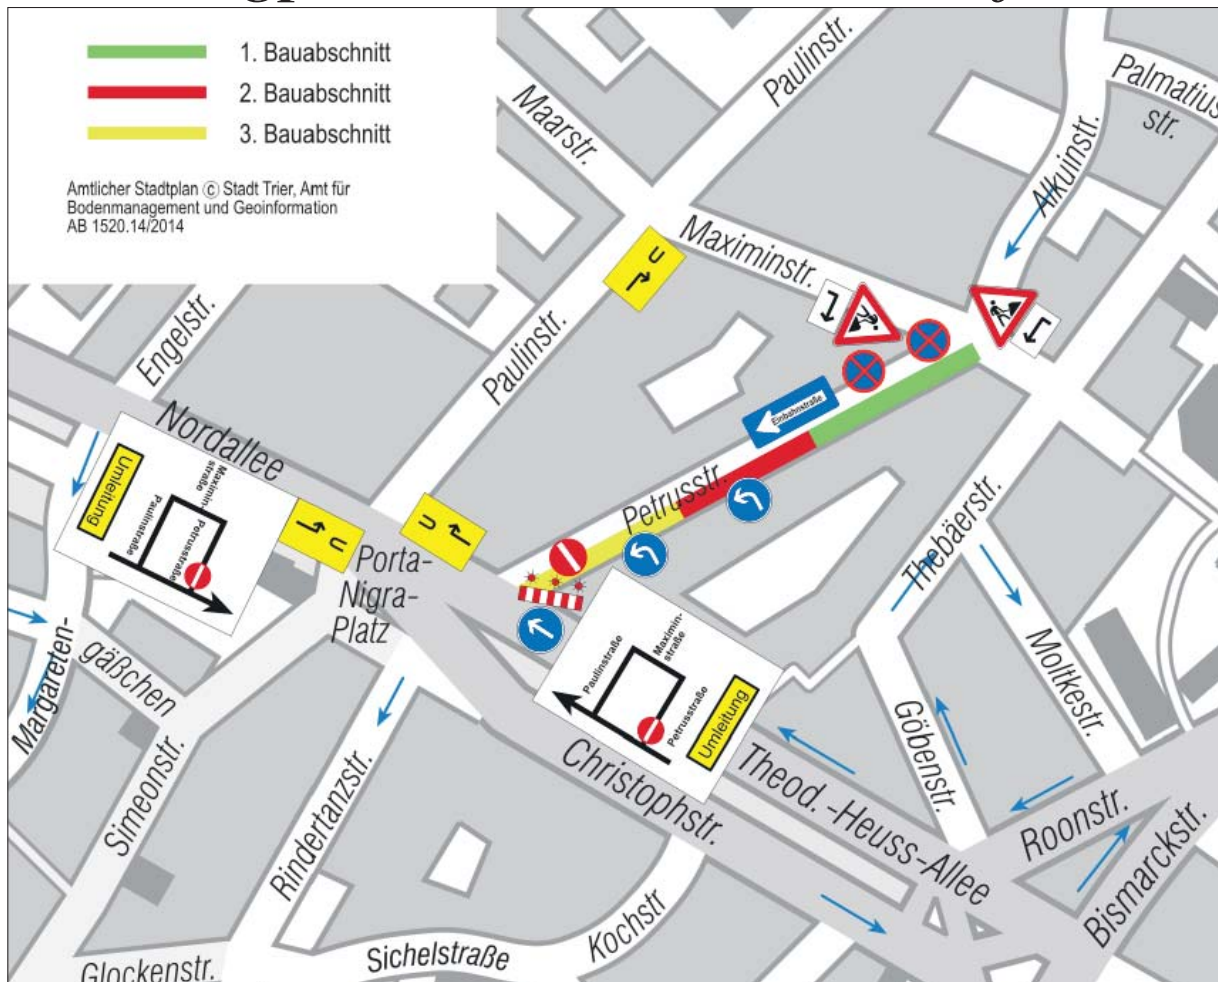 1. Bauabschnitt
2. Bauabschnitt
3. Bauabschnitt
Amtlicher Stadtplan © Stadt Trier, Amt für
Bodenmanagement und Geoinformation
AB 1520.14/2014
Paulinstr.
Palmatius
str.
Maarstr.
Alkuinstr.
Maximinstr.
U
Engelstr.
Paulinstr.
Einbahnstraße
Nordallee
Petrusstr.
Umleitung
Maximin-
straße
Paulinstraße
Petrusstraße
U
U
Porta-
Nigra-
Platz
Thebäerstr.
Margareten-
gäßchen
Moltkestr.
Paulinstraße
Maximin-
straße
Petrusstraße
Umleitung
Göbenstr.
Simeonstr.
Rindertanzstr.
Christophstr.
Theod.-Heuss-Allee
Roonstr.
Bismarckstr.
Kochstr
Sichelstraße
Glockenstr.